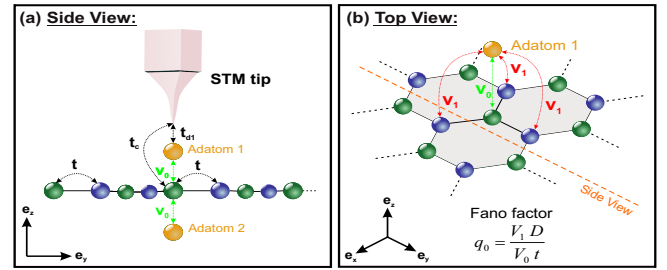 (a) Side View:
STM tip
t_c
t_d1
Adatom 1
t
v_0
t
v_0
Adatom 2
e_z
e_y
(b) Top View:
Adatom 1
v_1
v_0
v_1
v_1
Side View
e_z
e_x
e_y
Fano factor
q_0 = V_1 D / V_0 t